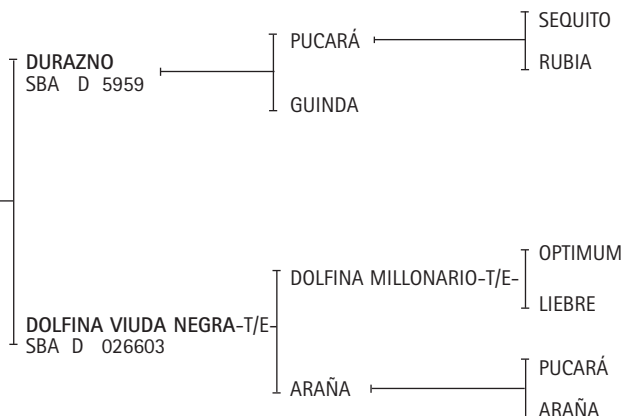 SEQUITO
PUCARÁ
DURAZNO
SBA D 5959
RUBIA
GUINDA
OPTIMUM
DOLFINA MILLONARIO-T/E-
LIEBRE
DOLFINA VIUDA NEGRA-T/E-
SBA D 026603
PUCARÁ
ARAÑA
ARAÑA